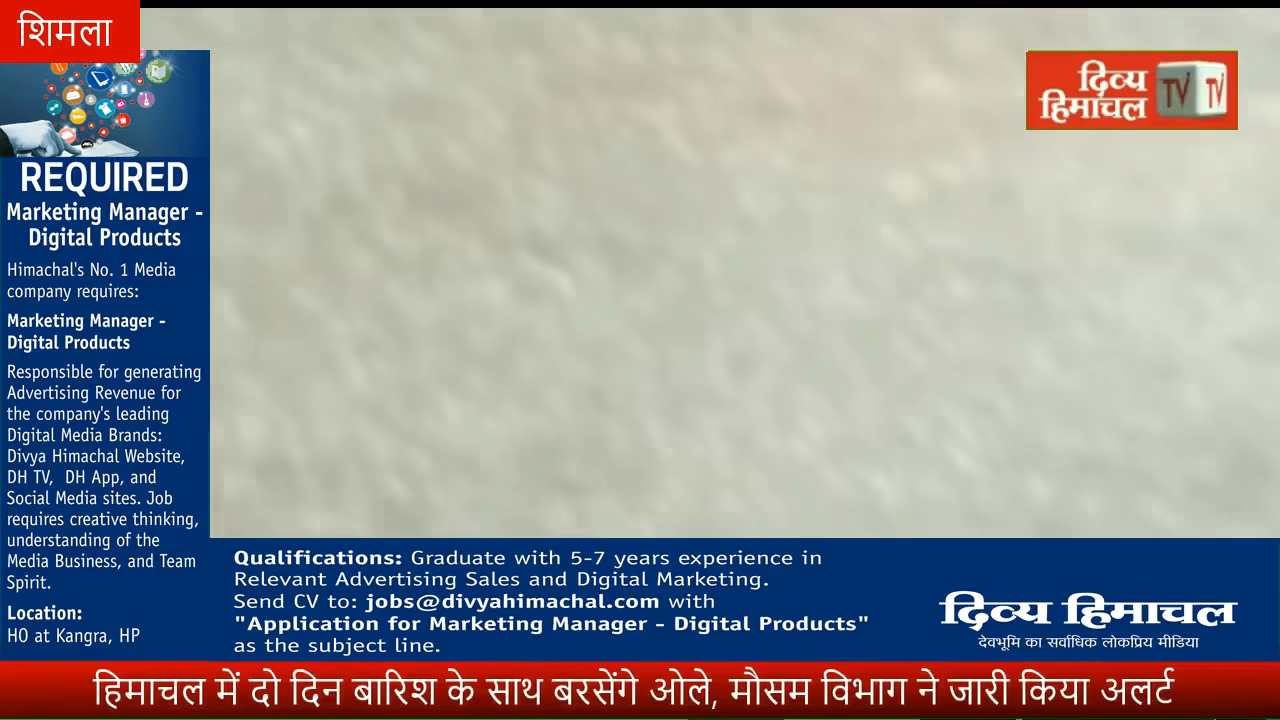 शिमला
दिव्य
हिमाचल
TV TV
REQUIRED
Marketing Manager -
Digital Products
Himachal's No. 1 Media
company requires:
Marketing Manager -
Digital Products
Responsible for generating
Advertising Revenue for
the company's leading
Digital Media Brands:
Divya Himachal Website,
DH TV, DH App, and
Social Media sites. Job
requires creative thinking,
understanding of the
Media Business, and Team
Spirit.
Location:
HO at Kangra, HP
Qualifications: Graduate with 5-7 years experience in
Relevant Advertising Sales and Digital Marketing.
Send CV to: jobs@divyahimachal.com with
"Application for Marketing Manager - Digital Products"
as the subject line.
दिव्य हिमाचल
देवभूमि का सर्वाधिक लोकप्रिय मीडिया
हिमाचल में दो दिन बारिश के साथ बरसेंगे ओले, मौसम विभाग ने जारी किया अलर्ट